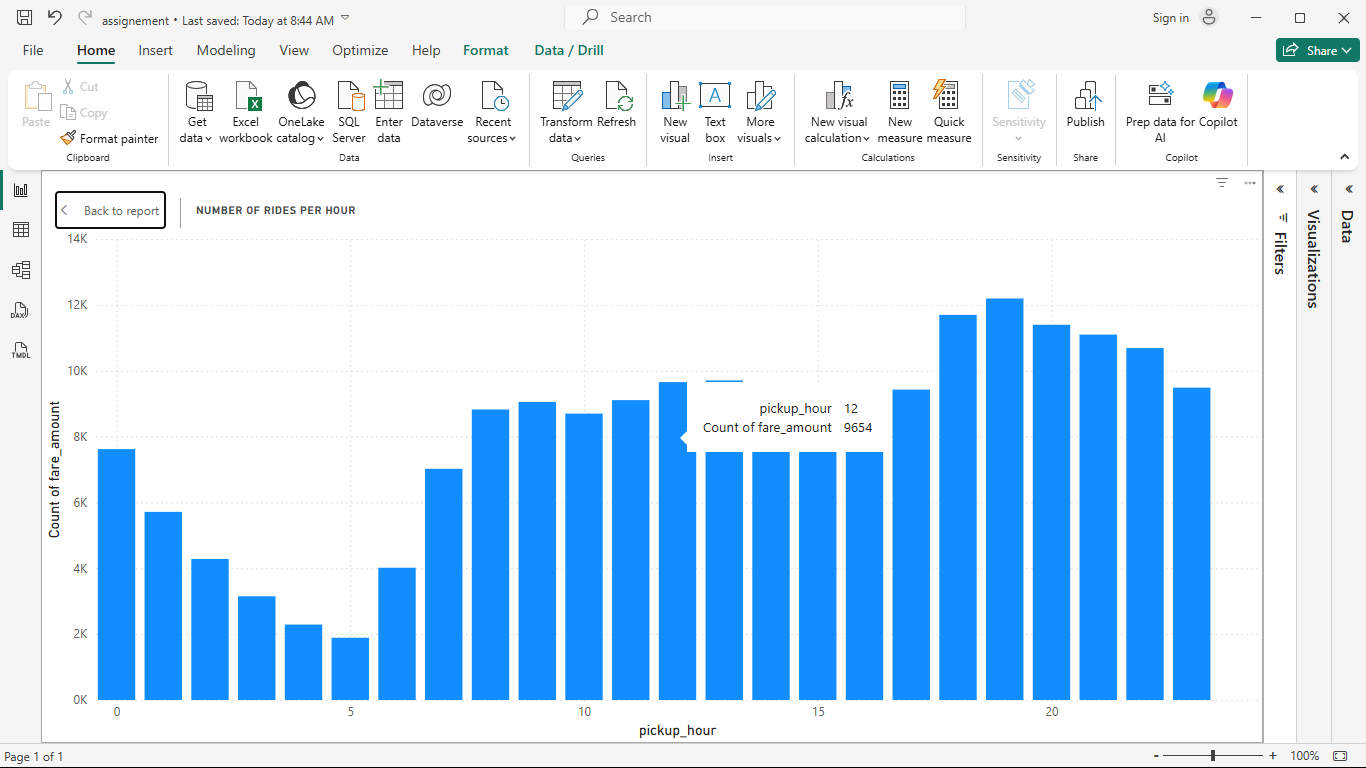 assignement • Last saved: Today at 8:44 AM
Search
Sign in
File Home Insert Modeling View Optimize Help Format Data / Drill
Share
Paste
Cut
Copy
Format painter
Clipboard
Get data
Excel workbook
OneLake catalog
SQL Server
Enter data
Dataverse
Recent sources
Data
Transform data
Refresh
Queries
New visual
Text box
More visuals
Insert
New visual calculation
New measure
Quick measure
Calculations
Sensitivity
Sensitivity
Publish
Share
Prep data for AI
Copilot
Copilot
DAX
TMDL
Back to report
NUMBER OF RIDES PER HOUR
14K
12K
10K
8K
6K
4K
2K
0K
Count of fare_amount
pickup_hour 12
Count of fare_amount 9654
0 5 10 15 20
pickup_hour
Filters
Visualizations
Data
Page 1 of 1
- + 100%